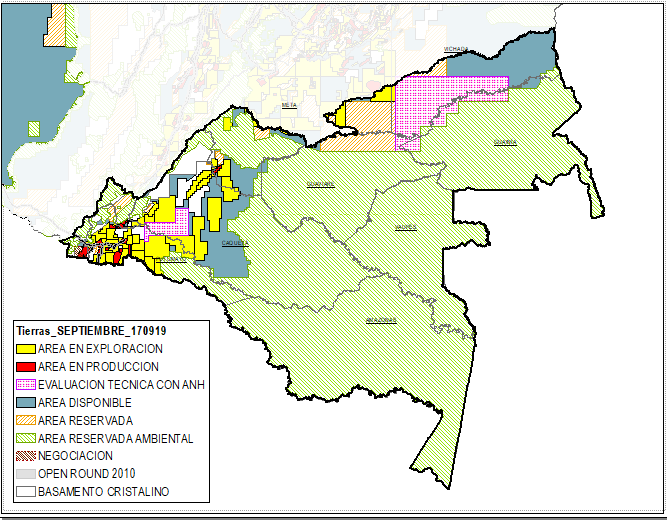 VICHADA
META
GUAINIA
GUAVIARE
VAUPES
CAQUETA
PUTUMAYO
AMAZONAS
Tierras_SEPTIEMBRE_170919
AREA EN EXPLORACION
AREA EN PRODUCCION
EVALUACION TECNICA CON ANH
AREA DISPONIBLE
AREA RESERVADA
AREA RESERVADA AMBIENTAL
NEGOCIACION
OPEN ROUND 2010
BASAMENTO CRISTALINO